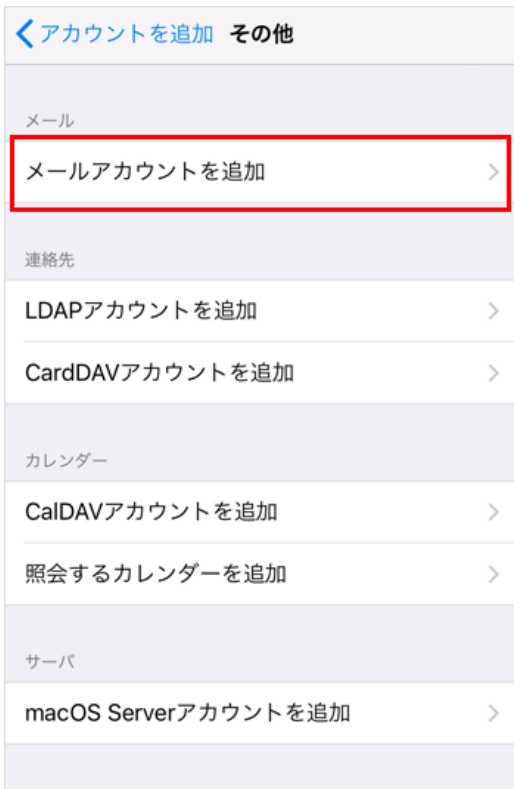 アカウントを追加 その他
メール
メールアカウントを追加
連絡先
LDAPアカウントを追加
CardDAVアカウントを追加
カレンダー
CalDAVアカウントを追加
照会するカレンダーを追加
サーバ
macOS Serverアカウントを追加